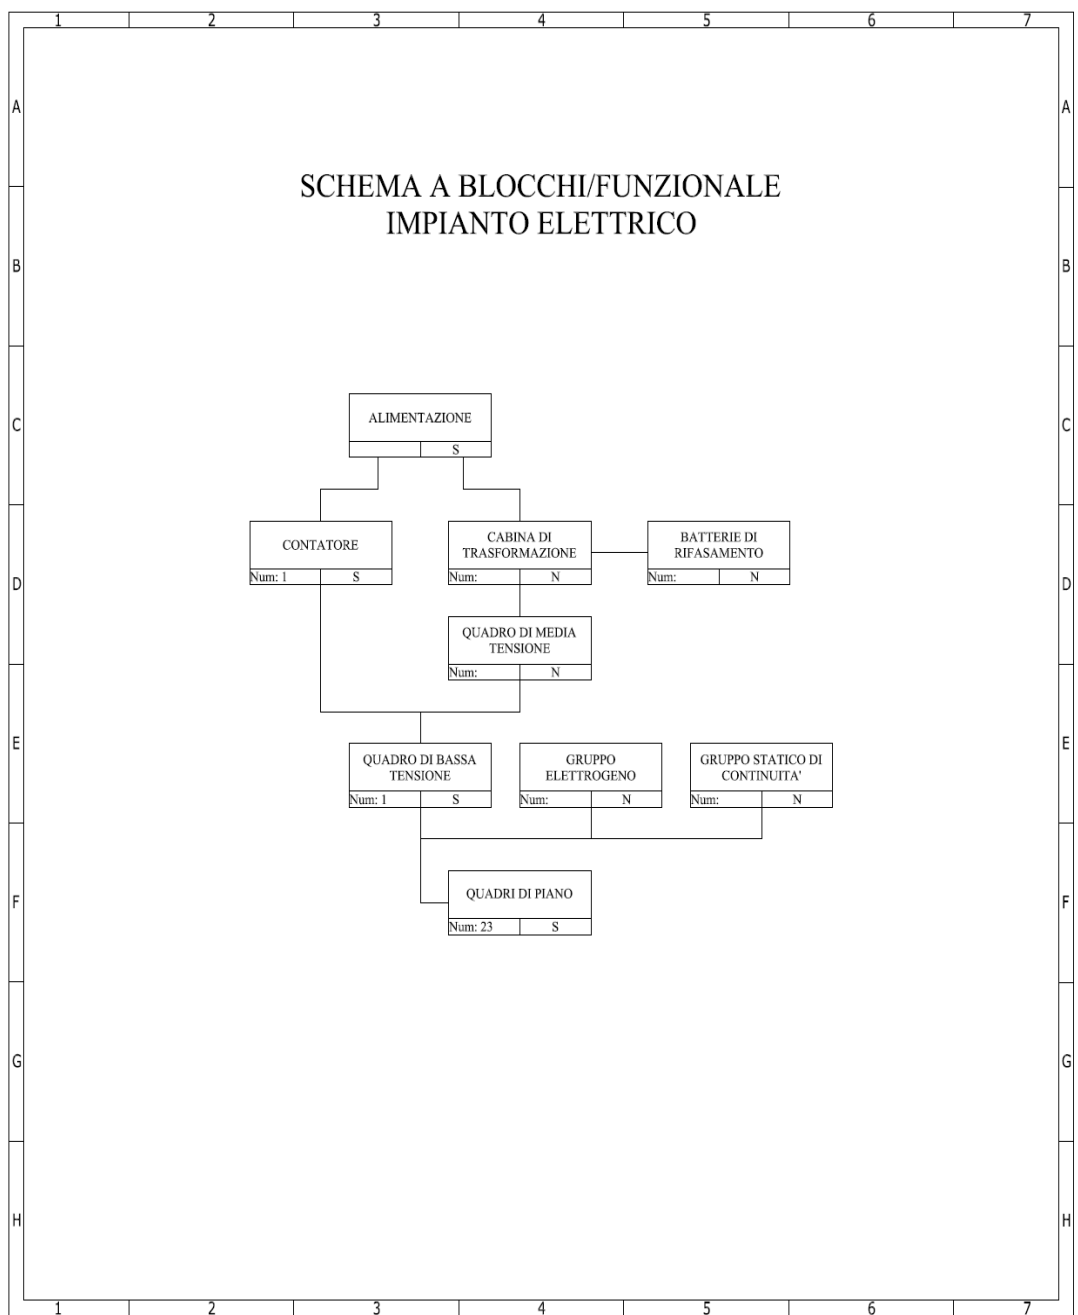 1 2 3 4 5 6 7
A A
SCHEMA A BLOCCHI/FUNZIONALE
IMPIANTO ELETTRICO
B B
ALIMENTAZIONE
C C
S
CONTATORE
CABINA DI
TRASFORMAZIONE
BATTERIE DI
RIFASAMENTO
Num: 1 S
Num: N
Num: N
D D
QUADRO DI MEDIA
TENSIONE
Num: N
E E
QUADRO DI BASSA
TENSIONE
GRUPPO
ELETTROGENO
GRUPPO STATICO DI
CONTINUITA'
Num: 1 S
Num: N
Num: N
QUADRI DI PIANO
F F
Num: 23 S
G G
H H
1 2 3 4 5 6 7